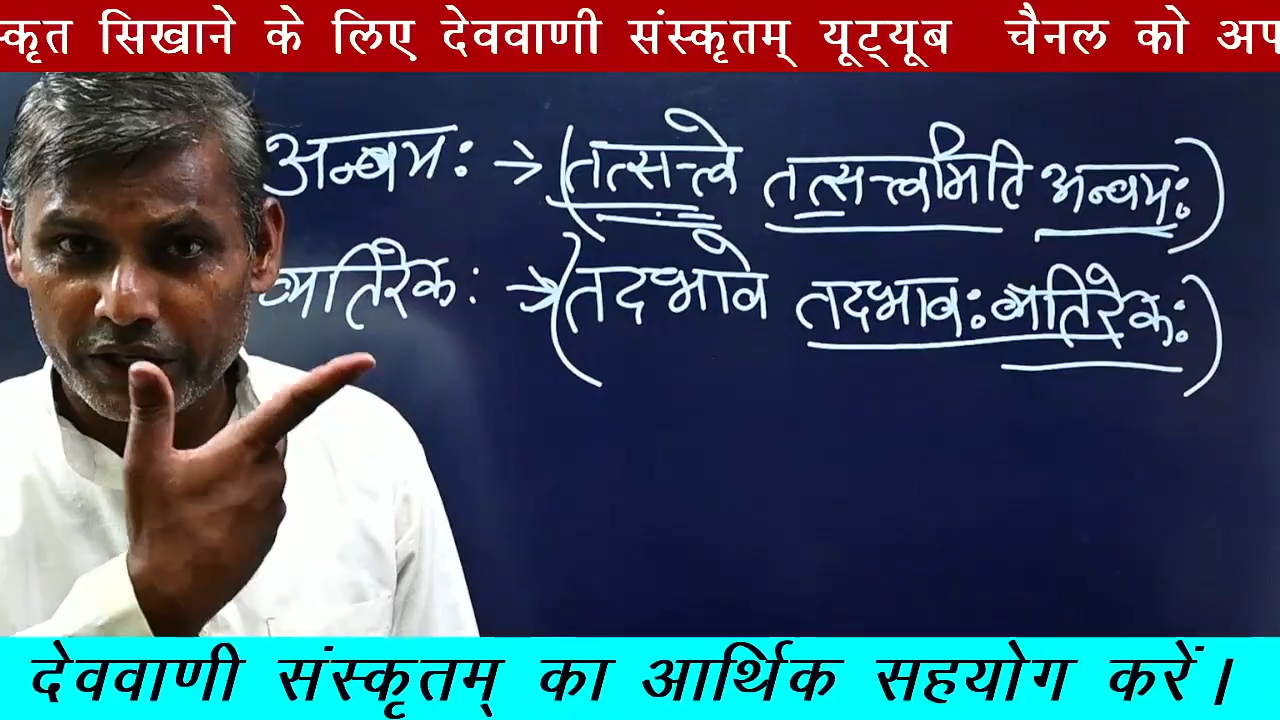 स्कृत सिखाने के लिए देववाणी संस्कृतम् यूट्यूब चैनल को अप
अन्वयः → (तत्सत्त्वे तत्सत्त्वमिति अन्वयः)
व्यतिरेकः → (तदभावे तदभावः व्यतिरेकः)
देववाणी संस्कृतम् का आर्थिक सहयोग करें।